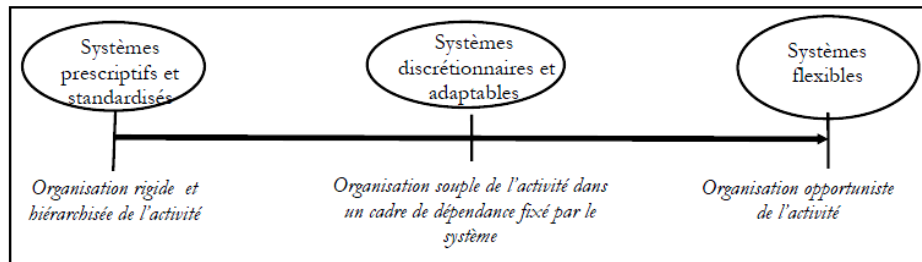 Systèmes
prescriptifs et
standardisés
Systèmes
discrétionnaires et
adaptables
Systèmes
flexibles
Organisation rigide et
hiérarchisée de l'activité
Organisation souple de l'activité dans
un cadre de dépendance fixé par le
système
Organisation opportuniste
de l'activité